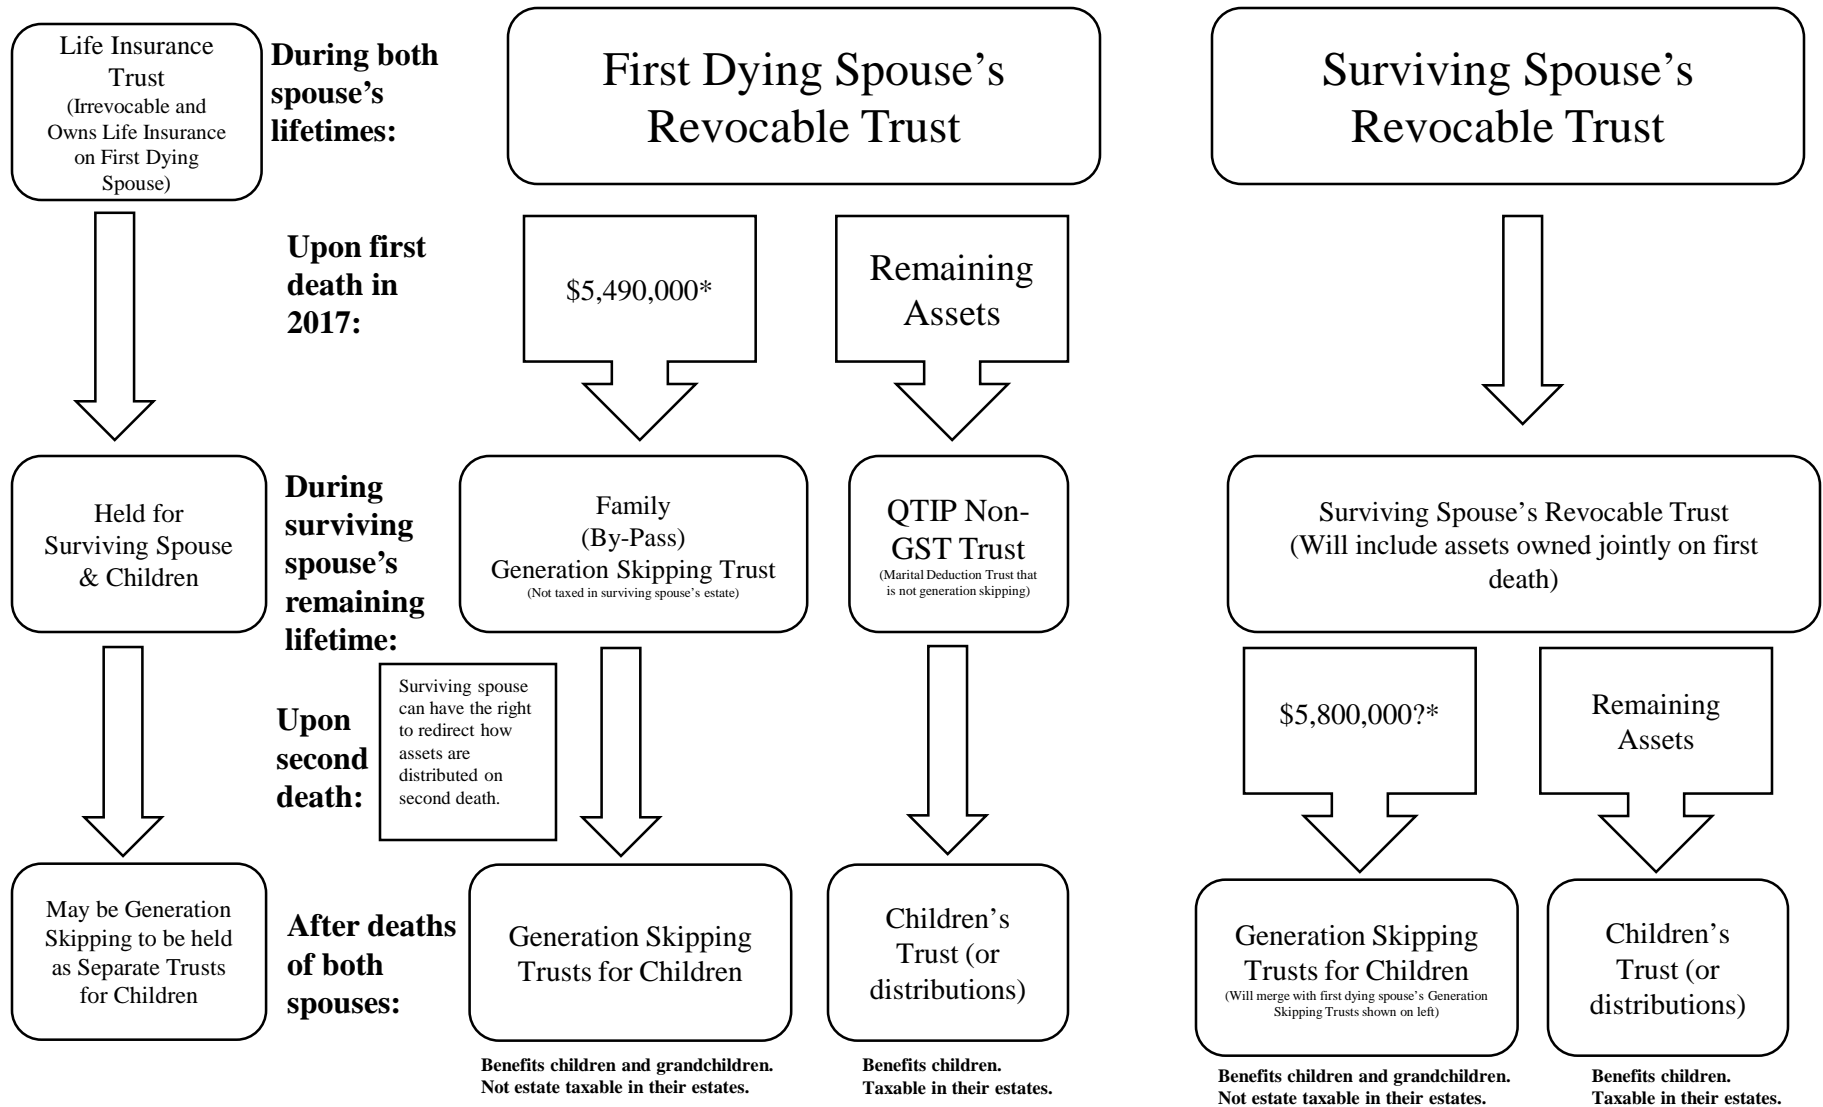 Life Insurance
Trust
(Irrevocable and
Owns Life Insurance
on First Dying
Spouse)
During both
spouse’s
lifetimes:
First Dying Spouse’s
Revocable Trust
Surviving Spouse’s
Revocable Trust
Upon first
death in
2017:
$5,490,000*
Remaining
Assets
Held for
Surviving Spouse
& Children
During
surviving
spouse’s
remaining
lifetime:
Family
(By-Pass)
Generation Skipping Trust
(Not taxed in surviving spouse’s estate)
QTIP Non-
GST Trust
(Marital Deduction Trust that
is not generation skipping)
Surviving Spouse’s Revocable Trust
(Will include assets owned jointly on first
death)
Upon
second
death:
Surviving spouse
can have the right
to redirect how
assets are
distributed on
second death.
$5,800,000?*
Remaining
Assets
May be Generation
Skipping to be held
as Separate Trusts
for Children
After deaths
of both
spouses:
Generation Skipping
Trusts for Children
Children’s
Trust (or
distributions)
Generation Skipping
Trusts for Children
(Will merge with first dying spouse’s Generation
Skipping Trusts shown on left)
Children’s
Trust (or
distributions)
Benefits children and grandchildren.
Not estate taxable in their estates.
Benefits children.
Taxable in their estates.
Benefits children and grandchildren.
Not estate taxable in their estates.
Benefits children.
Taxable in their estates.